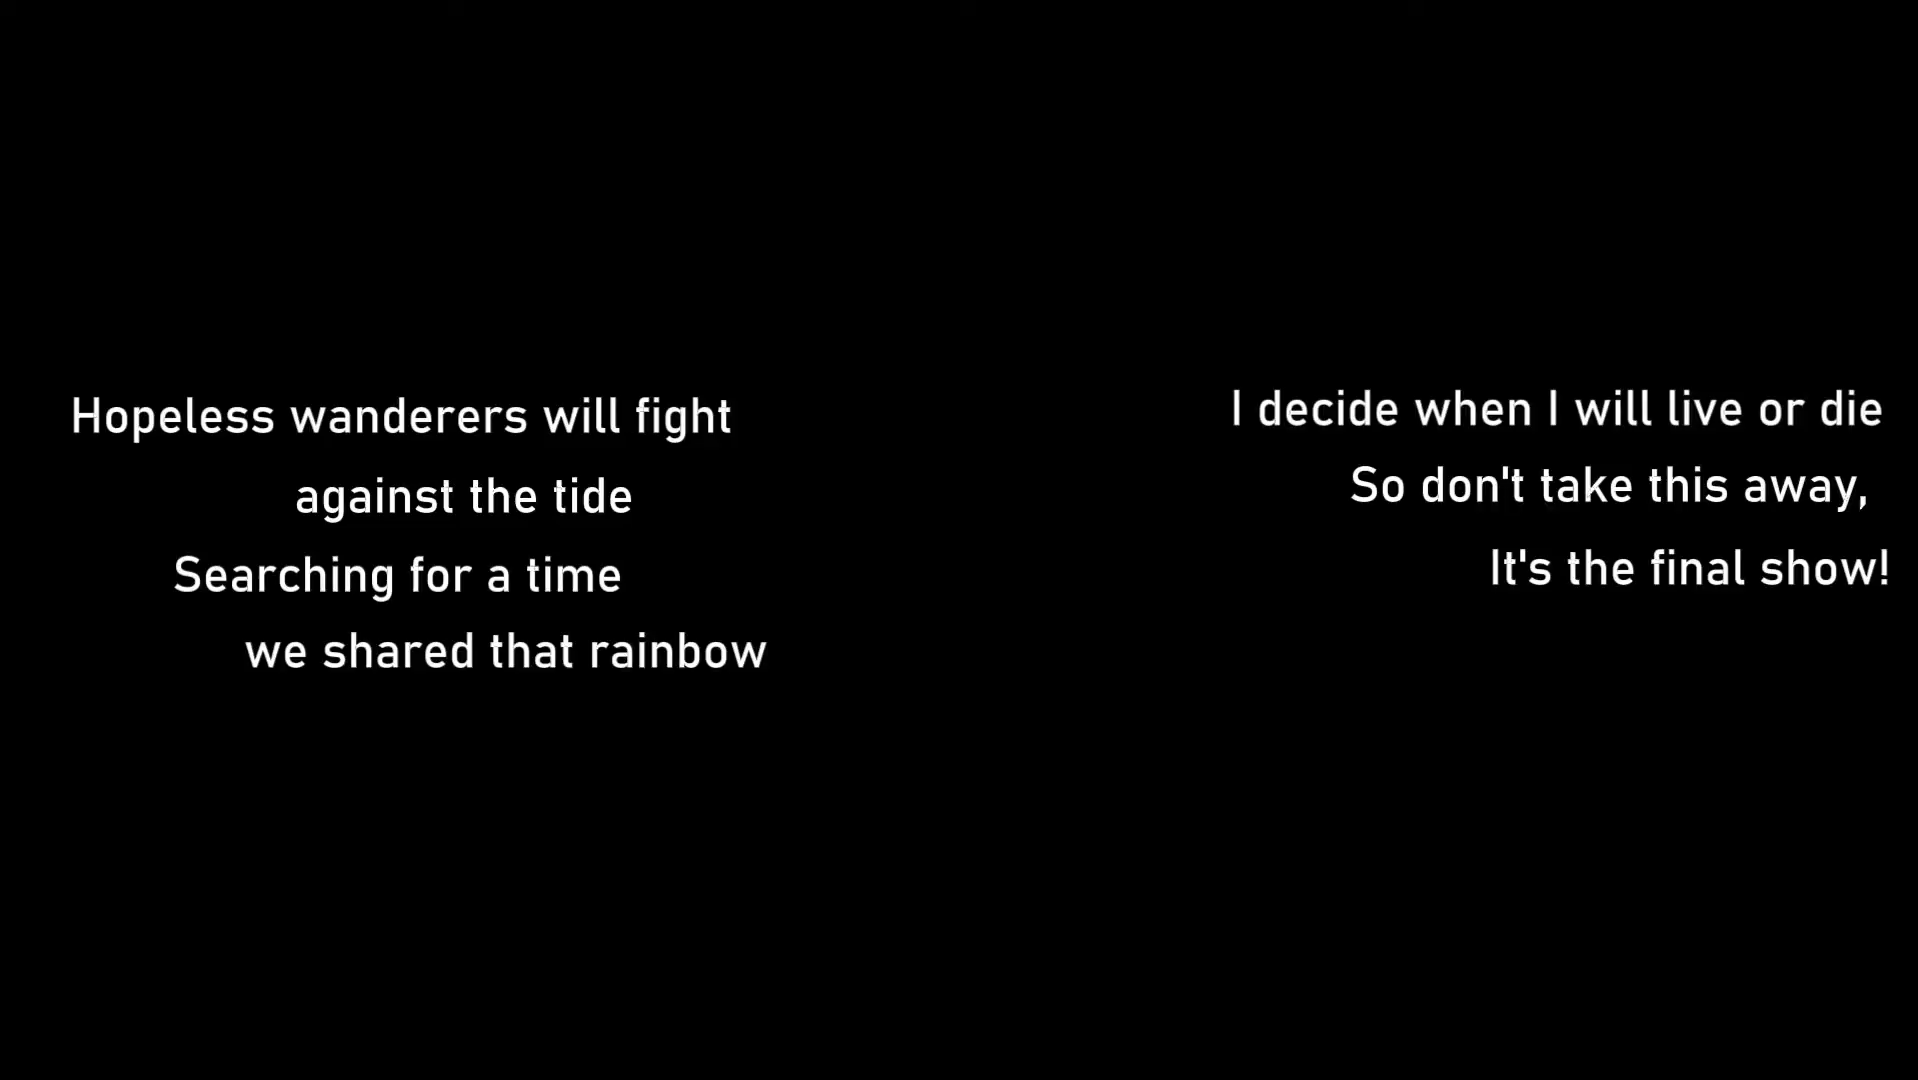 Hopeless wanderers will fight
against the tide
Searching for a time
we shared that rainbow
I decide when I will live or die
So don't take this away,
It's the final show!